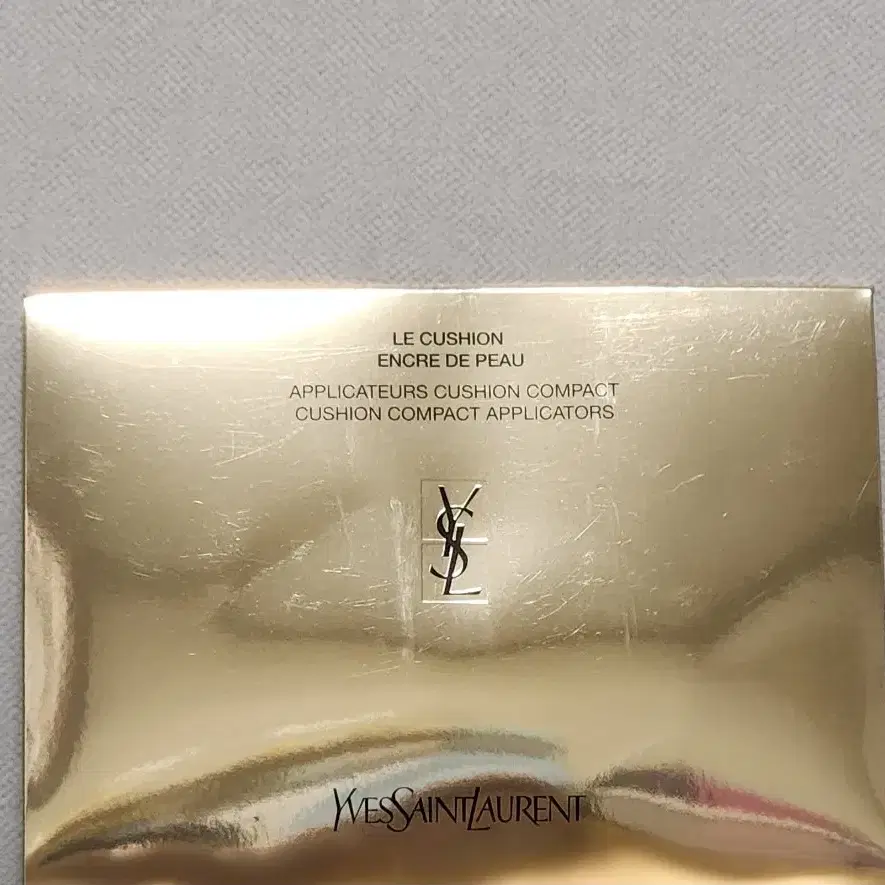 LE CUSHION
ENCRE DE PEAU
APPLICATEURS CUSHION COMPACT
CUSHION COMPACT APPLICATORS
YSL
YVESSAINTLAURENT